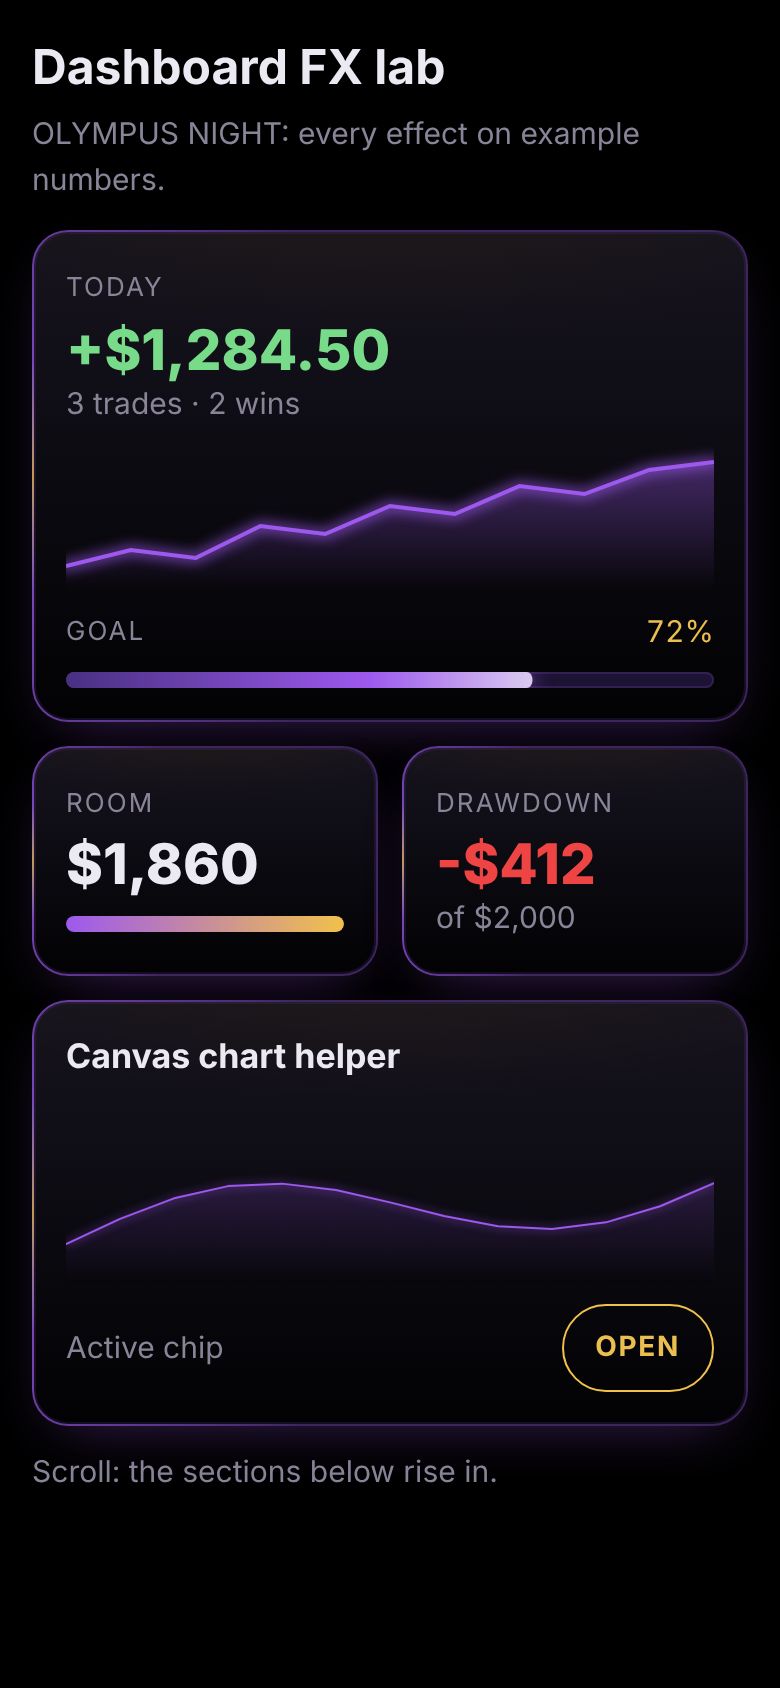 Dashboard FX lab
OLYMPUS NIGHT: every effect on example
numbers.
TODAY
+$1,284.50
3 trades · 2 wins
GOAL 72%
ROOM
$1,860
DRAWDOWN
-$412
of $2,000
Canvas chart helper
Active chip OPEN
Scroll: the sections below rise in.